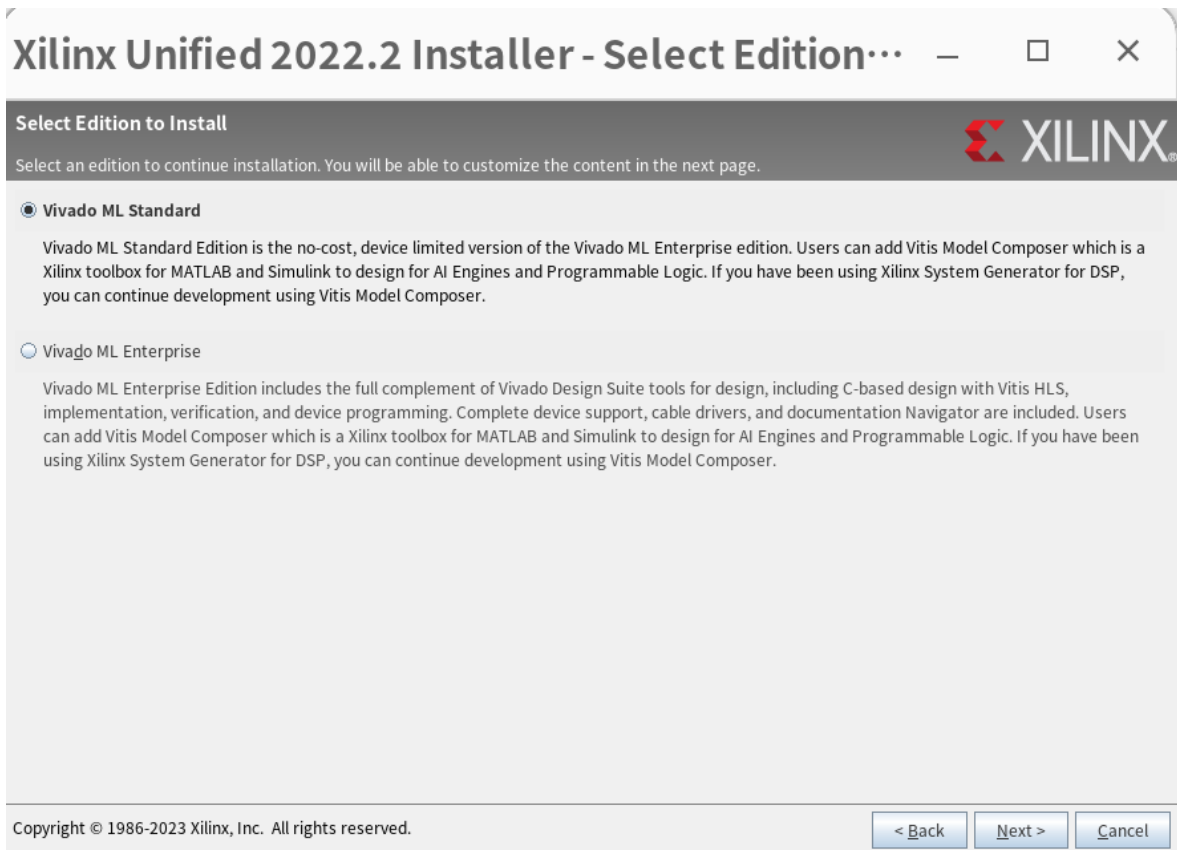 Xilinx Unified 2022.2 Installer - Select Edition···
Select Edition to Install
XILINX®
Select an edition to continue installation. You will be able to customize the content in the next page.
Vivado ML Standard
Vivado ML Standard Edition is the no-cost, device limited version of the Vivado ML Enterprise edition. Users can add Vitis Model Composer which is a
Xilinx toolbox for MATLAB and Simulink to design for AI Engines and Programmable Logic. If you have been using Xilinx System Generator for DSP,
you can continue development using Vitis Model Composer.
Vivado ML Enterprise
Vivado ML Enterprise Edition includes the full complement of Vivado Design Suite tools for design, including C-based design with Vitis HLS,
implementation, verification, and device programming. Complete device support, cable drivers, and documentation Navigator are included. Users
can add Vitis Model Composer which is a Xilinx toolbox for MATLAB and Simulink to design for AI Engines and Programmable Logic. If you have been
using Xilinx System Generator for DSP, you can continue development using Vitis Model Composer.
Copyright © 1986-2023 Xilinx, Inc. All rights reserved.
< Back Next > Cancel